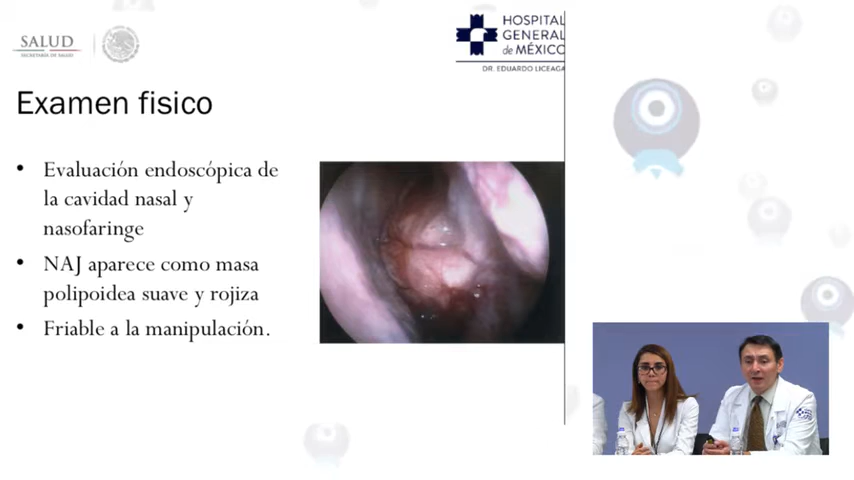 SALUD
SECRETARÍA DE SALUD
HOSPITAL
GENERAL
de MÉXICO
DR. EDUARDO LICEAGA
Examen fisico
• Evaluación endoscópica de
la cavidad nasal y
nasofaringe
• NAJ aparece como masa
polipoidea suave y rojiza
• Friable a la manipulación.